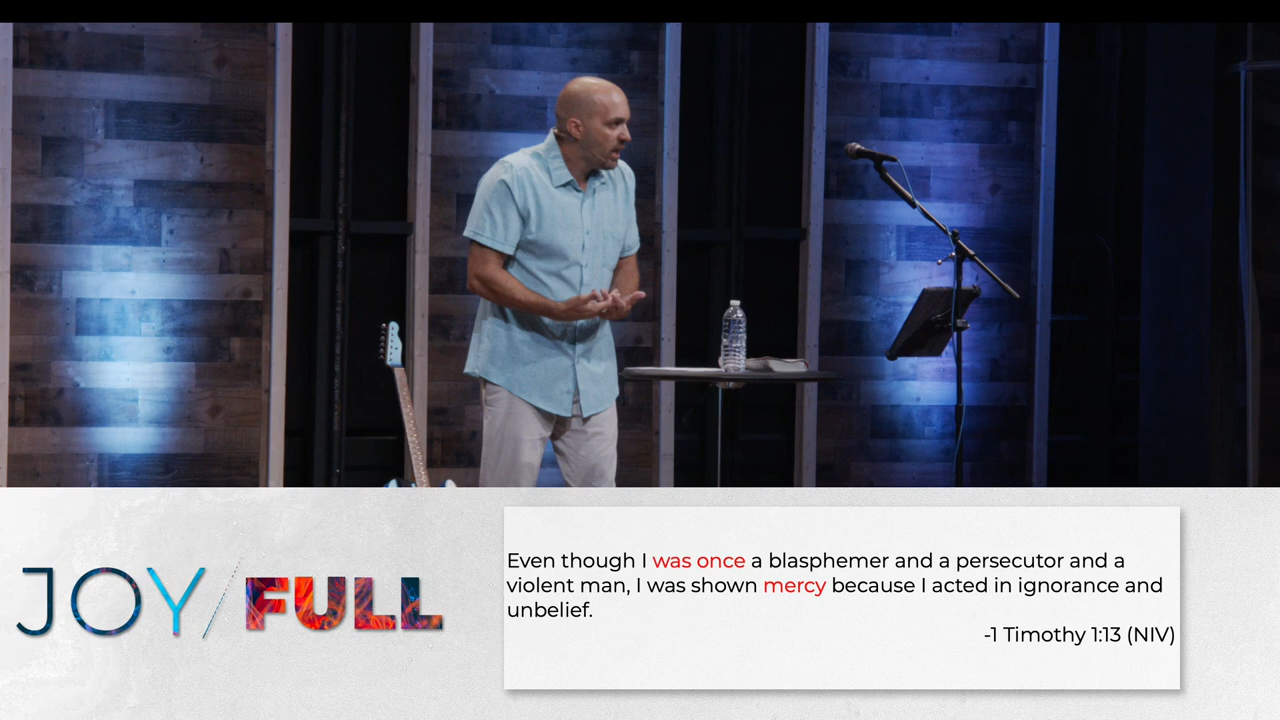 JOY/FULL
Even though I was once a blasphemer and a persecutor and a
violent man, I was shown mercy because I acted in ignorance and
unbelief.
-1 Timothy 1:13 (NIV)